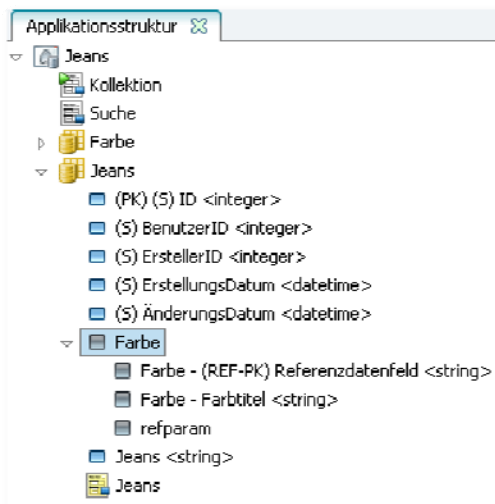 Applikationsstruktur
Jeans
Kollektion
Suche
Farbe
Jeans
(PK) (S) ID <integer>
(S) BenutzerID <integer>
(S) ErstellerID <integer>
(S) ErstellungsDatum <datetime>
(S) ÄnderungsDatum <datetime>
Farbe
Farbe - (REF-PK) Referenzdatenfeld <string>
Farbe - Farbtitel <string>
refparam
Jeans <string>
Jeans